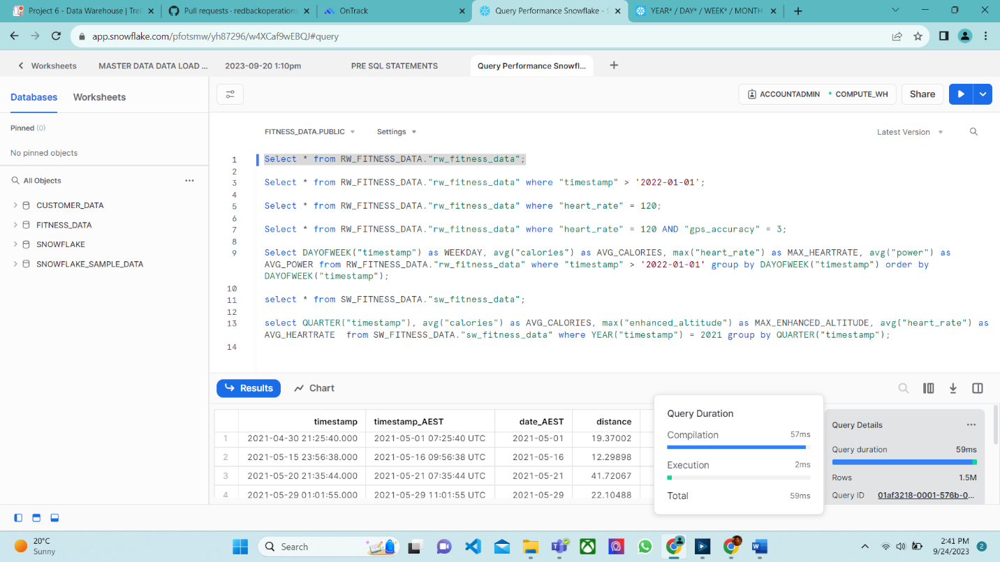 Project 6 - Data Warehouse | Tre
Pull requests · redbackoperation
OnTrack
Query Performance Snowflake - S
YEAR* / DAY* / WEEK* / MONTH
app.snowflake.com/pfotsmw/yh87296/w4XCaf9wEBQJ#query
Worksheets
MASTER DATA DATA LOAD ...
2023-09-20 1:10pm
PRE SQL STATEMENTS
Query Performance Snowfl...
Databases
Worksheets
ACCOUNTADMIN
COMPUTE_WH
Share
Pinned (0)
No pinned objects
All Objects
CUSTOMER_DATA
FITNESS_DATA
SNOWFLAKE
SNOWFLAKE_SAMPLE_DATA
FITNESS_DATA.PUBLIC
Settings
Latest Version
1 Select * from RW_FITNESS_DATA."rw_fitness_data";
2
3 Select * from RW_FITNESS_DATA."rw_fitness_data" where "timestamp" > '2022-01-01';
4
5 Select * from RW_FITNESS_DATA."rw_fitness_data" where "heart_rate" = 120;
6
7 Select * from RW_FITNESS_DATA."rw_fitness_data" where "heart_rate" = 120 AND "gps_accuracy" = 3;
8
9 Select DAYOFWEEK("timestamp") as WEEKDAY, avg("calories") as AVG_CALORIES, max("heart_rate") as MAX_HEARTRATE, avg("power") as
AVG_POWER from RW_FITNESS_DATA."rw_fitness_data" where "timestamp" > '2022-01-01' group by DAYOFWEEK("timestamp") order by
DAYOFWEEK("timestamp");
10
11 select * from SW_FITNESS_DATA."sw_fitness_data";
12
13 select QUARTER("timestamp"), avg("calories") as AVG_CALORIES, max("enhanced_altitude") as MAX_ENHANCED_ALTITUDE, avg("heart_rate") as
AVG_HEARTRATE  from SW_FITNESS_DATA."sw_fitness_data" where YEAR("timestamp") = 2021 group by QUARTER("timestamp");
14
Results
Chart
timestamp timestamp_AEST date_AEST distance
1 2021-04-30 21:25:40.000 2021-05-01 07:25:40 UTC 2021-05-01 19.37002
2 2021-05-15 23:56:38.000 2021-05-16 09:56:38 UTC 2021-05-16 12.29898
3 2021-05-20 21:35:44.000 2021-05-21 07:35:44 UTC 2021-05-21 41.72067
4 2021-05-29 01:01:55.000 2021-05-29 11:01:55 UTC 2021-05-29 22.10488
Query Duration
Compilation 57ms
Execution 2ms
Total 59ms
Query Details
Query duration 59ms
Rows 1.5M
Query ID 01af3218-0001-576b-0...
20°C
Sunny
Search
2:41 PM
9/24/2023
2